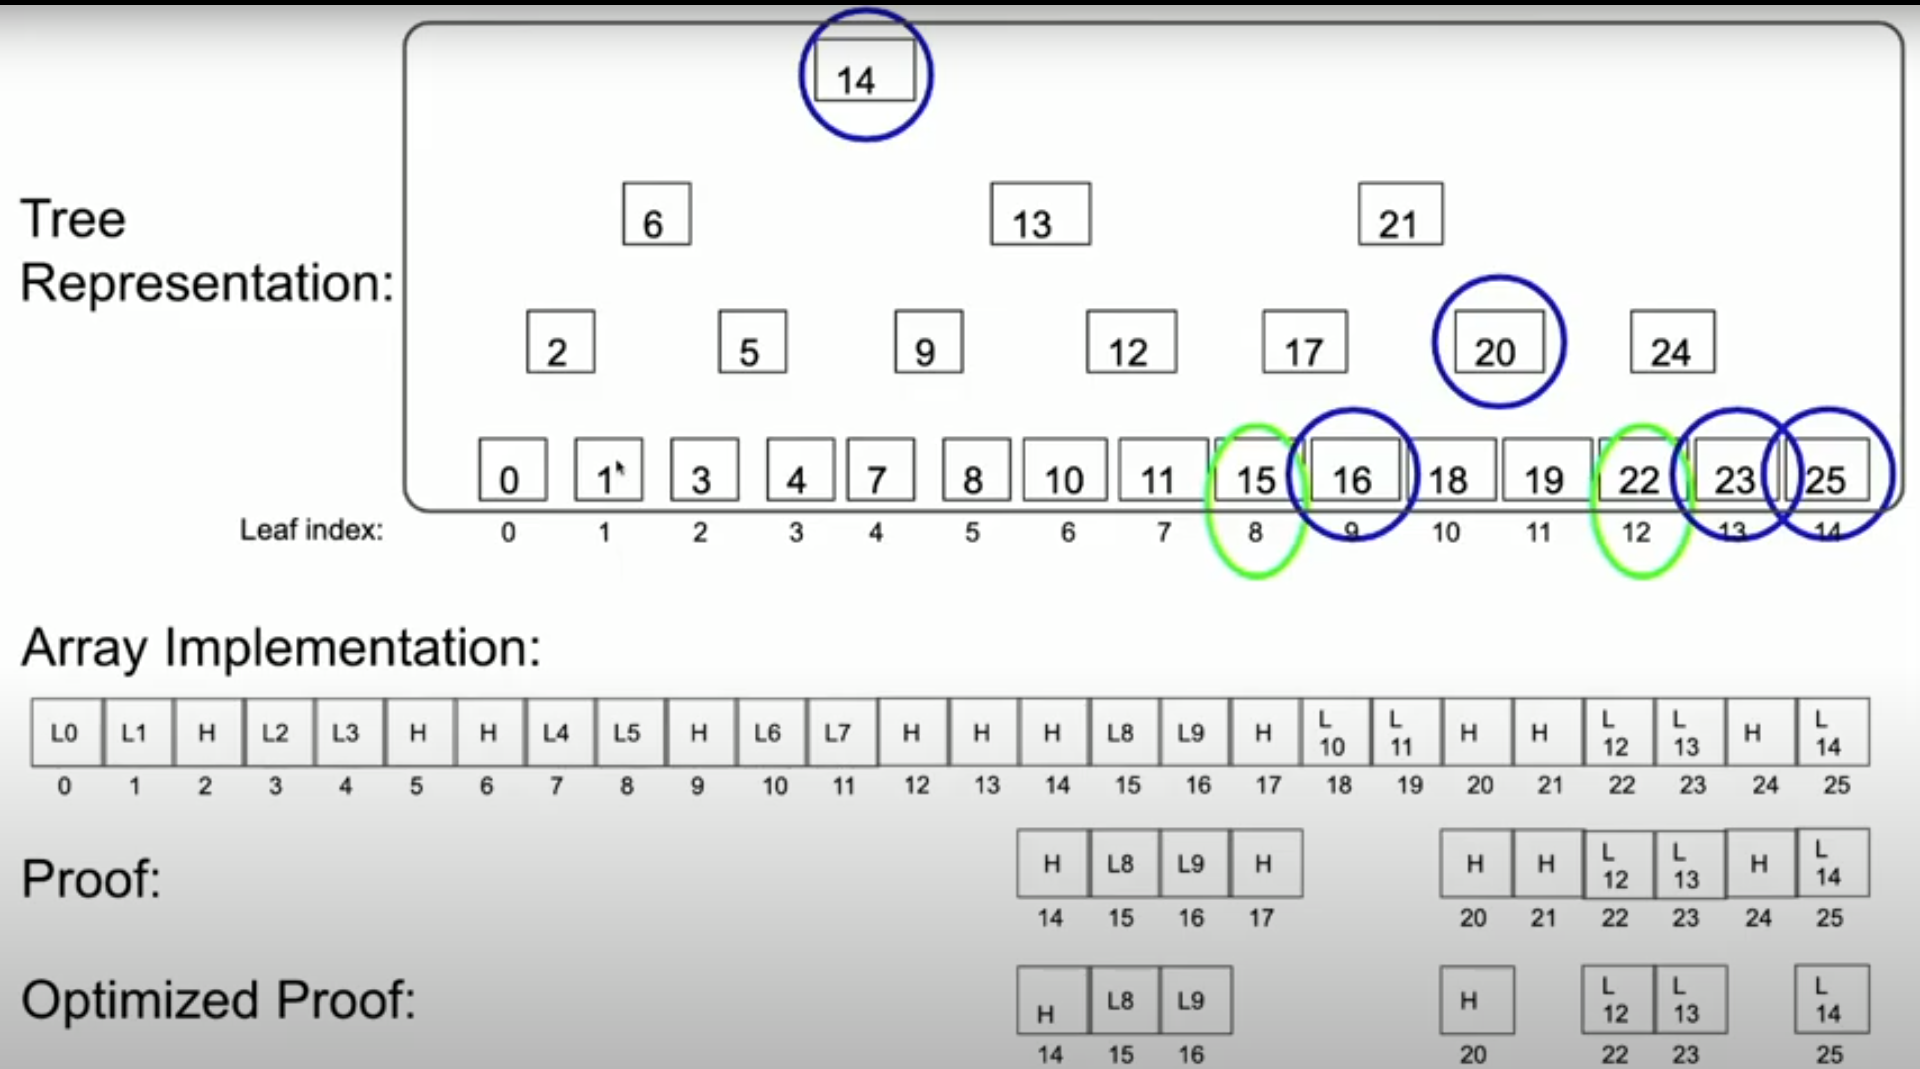 14
6 13 21
Tree
Representation:
2 5 9 12 17 20 24
0 1 3 4 7 8 10 11 15 16 18 19 22 23 25
Leaf index: 0 1 2 3 4 5 6 7 8 9 10 11 12 13 14
Array Implementation:
L0 L1 H L2 L3 H H L4 L5 H L6 L7 H H H L8 L9 H L 10 L 11 H H L 12 L 13 H L 14
0 1 2 3 4 5 6 7 8 9 10 11 12 13 14 15 16 17 18 19 20 21 22 23 24 25
Proof: H L8 L9 H H H L 12 L 13 H L 14
14 15 16 17 20 21 22 23 24 25
Optimized Proof: H L8 L9 H L 12 L 13 L 14
14 15 16 20 22 23 25